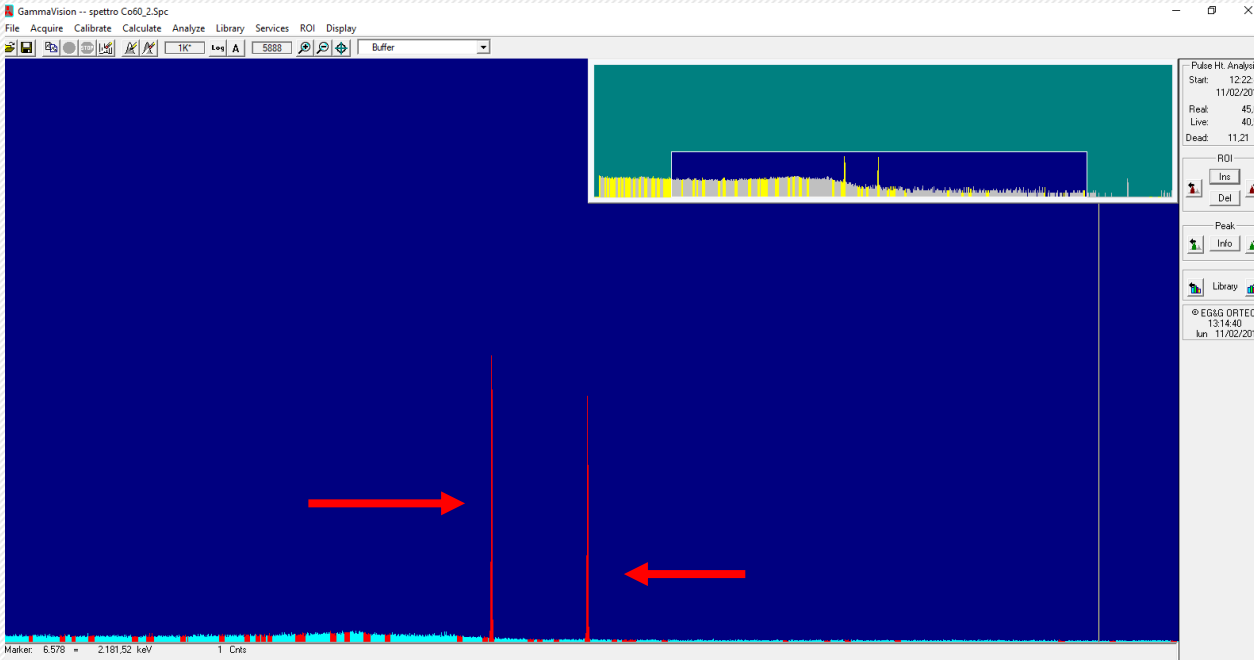 GammaVision -- spettro Co60_2.Spc
File Acquire Calibrate Calculate Analyze Library Services ROI Display
STOP 1K* Log A 5888 Buffer
Pulse Ht. Analysi
Start: 12:22:
11/02/201
Real: 45,
Live: 40,
Dead: 11,21
ROI
Ins
Del
Peak
Info
Library
© EG&G ORTEC
13:14:40
lun 11/02/201
Marker: 6.578 = 2.181,52 keV 1 Cnts